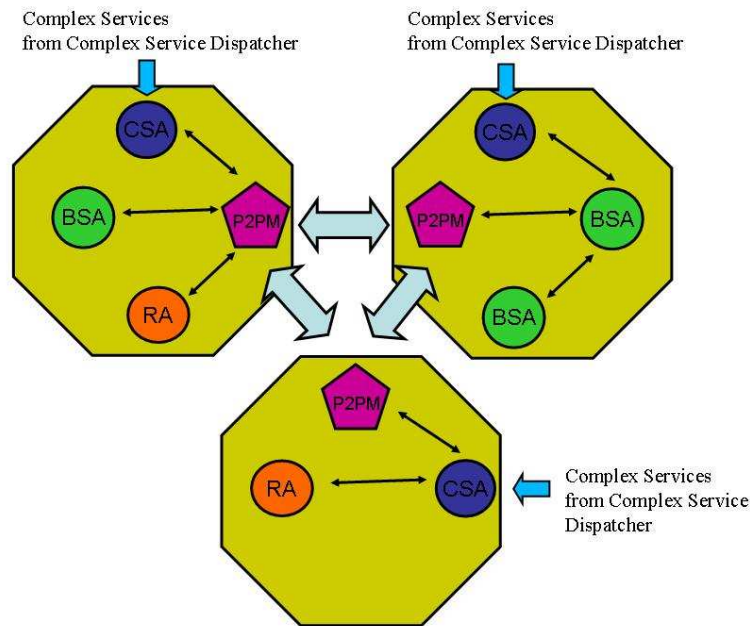 Complex Services
from Complex Service Dispatcher
Complex Services
from Complex Service Dispatcher
CSA
BSA
P2PM
RA
CSA
P2PM
BSA
BSA
P2PM
RA
CSA
Complex Services
from Complex Service
Dispatcher